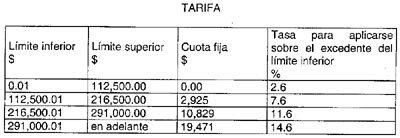 TARIFA
Límite inferior $ Límite superior $ Cuota fija $ Tasa para aplicarse sobre el excedente del límite inferior %
0.01 112,500.00 0.00 2.6
112,500.01 216,500.00 2,925 7.6
216,500.01 291,000.00 10,829 11.6
291,000.01 en adelante 19,471 14.6